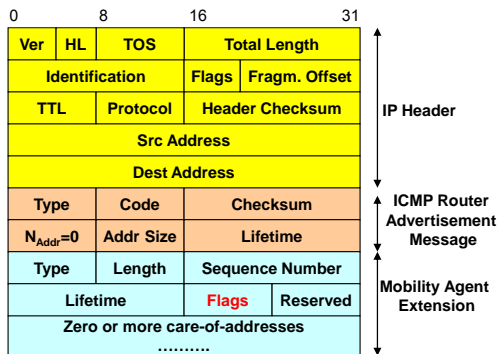 0 8 16 31
Ver HL TOS Total Length
Identification Flags Fragm. Offset
TTL Protocol Header Checksum
Src Address
Dest Address
IP Header
Type Code Checksum
NAddr=0 Addr Size Lifetime
ICMP Router
Advertisement
Message
Type Length Sequence Number
Lifetime Flags Reserved
Zero or more care-of-addresses
..........
Mobility Agent
Extension